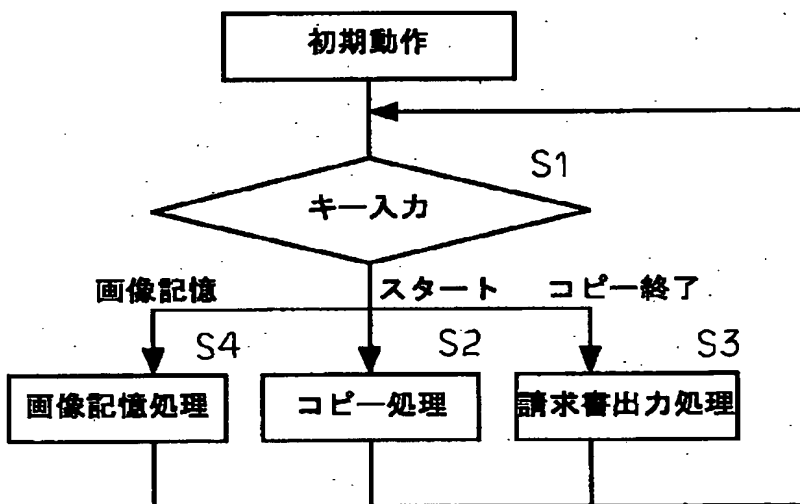 初期動作
S1
キー入力
画像記憶 スタート コピー終了
S4 S2 S3
画像記憶処理 コピー処理 請求書出力処理